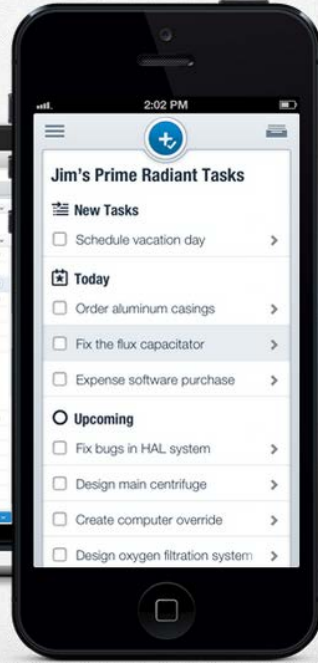 2:02 PM
Jim's Prime Radiant Tasks
New Tasks
Schedule vacation day
Today
Order aluminum casings
Fix the flux capacitator
Expense software purchase
Upcoming
Fix bugs in HAL system
Design main centrifuge
Create computer override
Design oxygen filtration system